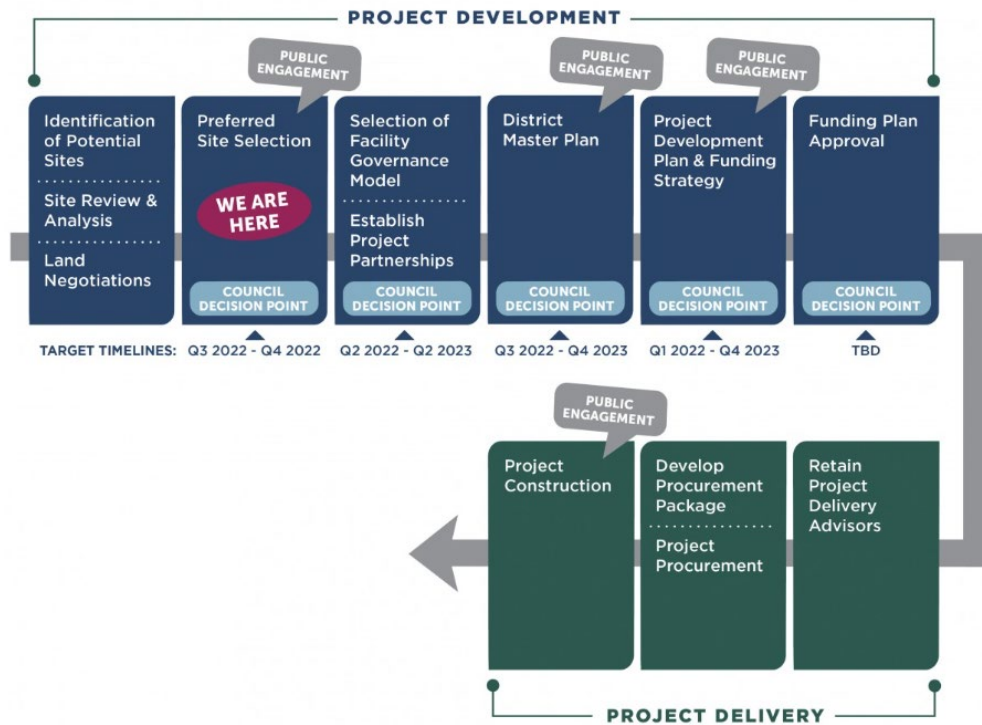 PROJECT DEVELOPMENT
Identification
of Potential
Sites
Site Review &
Analysis
Land
Negotiations
PUBLIC
ENGAGEMENT
Preferred
Site Selection
WE ARE
HERE
COUNCIL
DECISION POINT
Selection of
Facility
Governance
Model
Establish
Project
Partnerships
COUNCIL
DECISION POINT
PUBLIC
ENGAGEMENT
District
Master Plan
COUNCIL
DECISION POINT
PUBLIC
ENGAGEMENT
Project
Development
Plan & Funding
Strategy
COUNCIL
DECISION POINT
Funding Plan
Approval
COUNCIL
DECISION POINT
TARGET TIMELINES:
Q3 2022 - Q4 2022
Q2 2022 - Q2 2023
Q3 2022 - Q4 2023
Q1 2022 - Q4 2023
TBD
Retain
Project
Delivery
Advisors
Develop
Procurement
Package
Project
Procurement
PUBLIC
ENGAGEMENT
Project
Construction
PROJECT DELIVERY